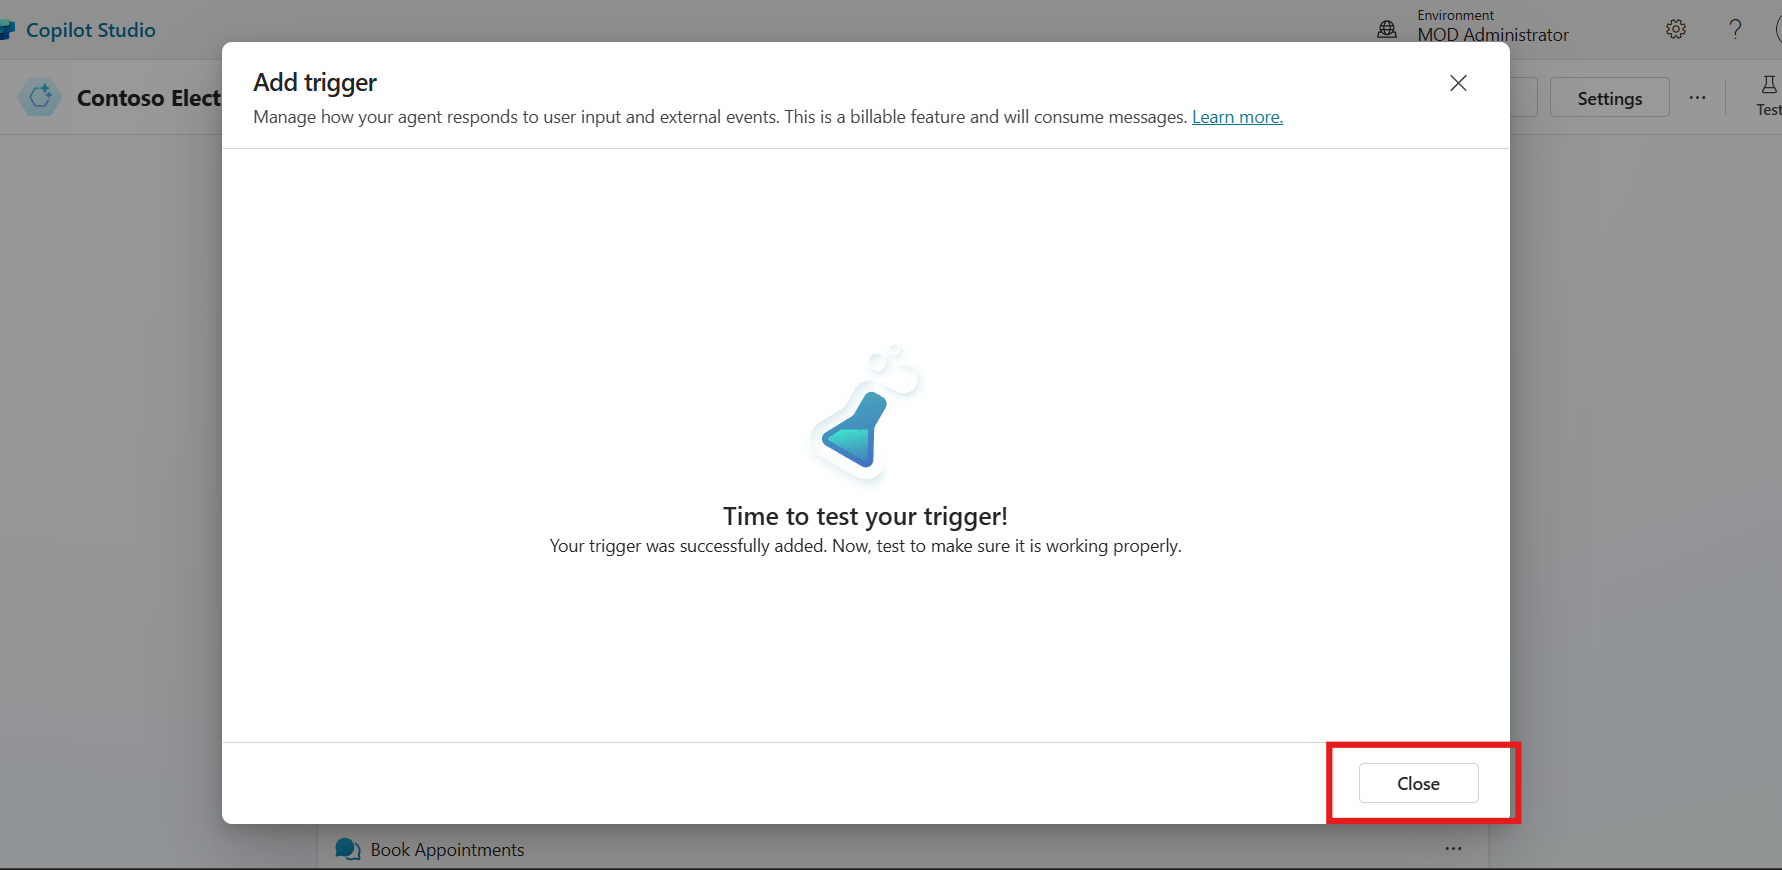 Copilot Studio
Environment
MOD Administrator
?
Contoso Elect
Settings
...
Test
Add trigger
Manage how your agent responds to user input and external events. This is a billable feature and will consume messages. Learn more.
Time to test your trigger!
Your trigger was successfully added. Now, test to make sure it is working properly.
Close
Book Appointments
...